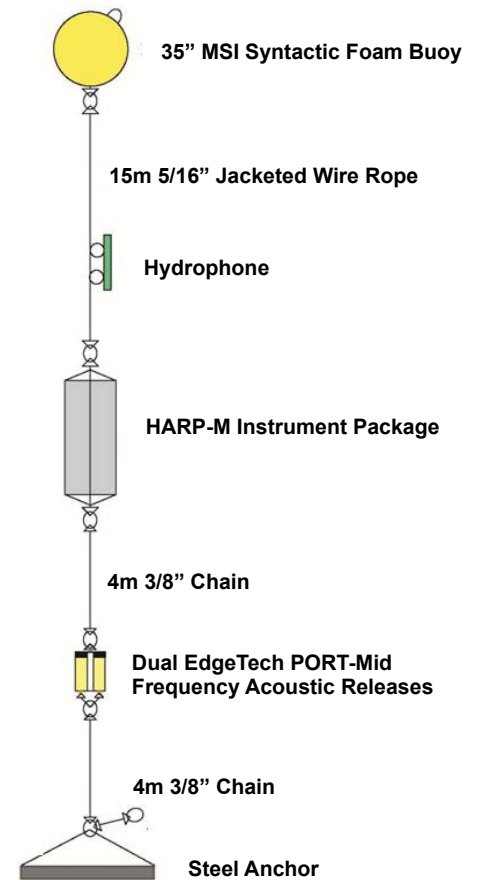 35” MSI Syntactic Foam Buoy
15m 5/16” Jacketed Wire Rope
Hydrophone
HARP-M Instrument Package
4m 3/8” Chain
Dual EdgeTech PORT-Mid
Frequency Acoustic Releases
4m 3/8” Chain
Steel Anchor